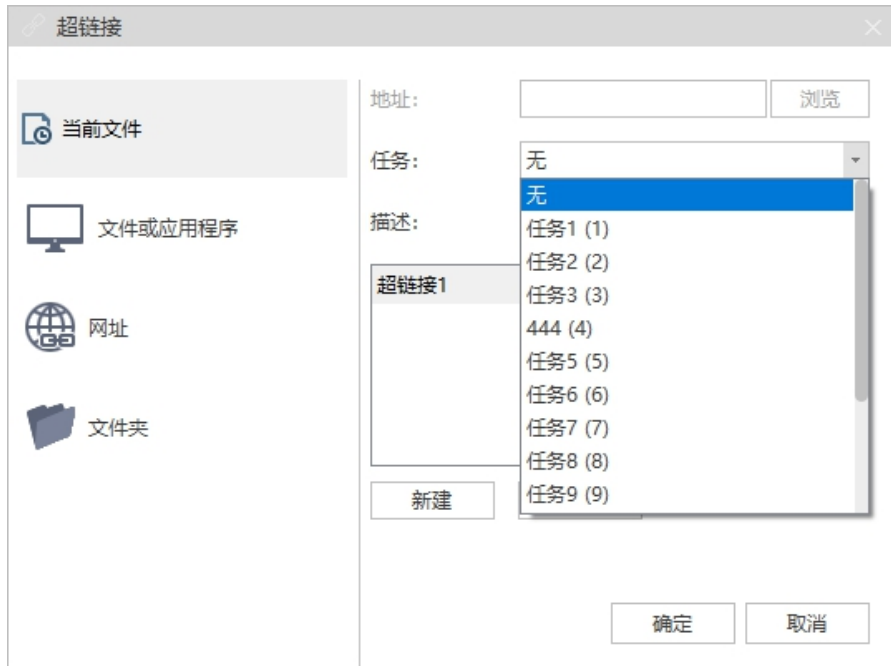 超链接
当前文件
文件或应用程序
网址
文件夹
地址:
浏览
任务:
无
无
任务1 (1)
任务2 (2)
任务3 (3)
444 (4)
任务5 (5)
任务6 (6)
任务7 (7)
任务8 (8)
任务9 (9)
描述:
超链接1
新建
确定
取消